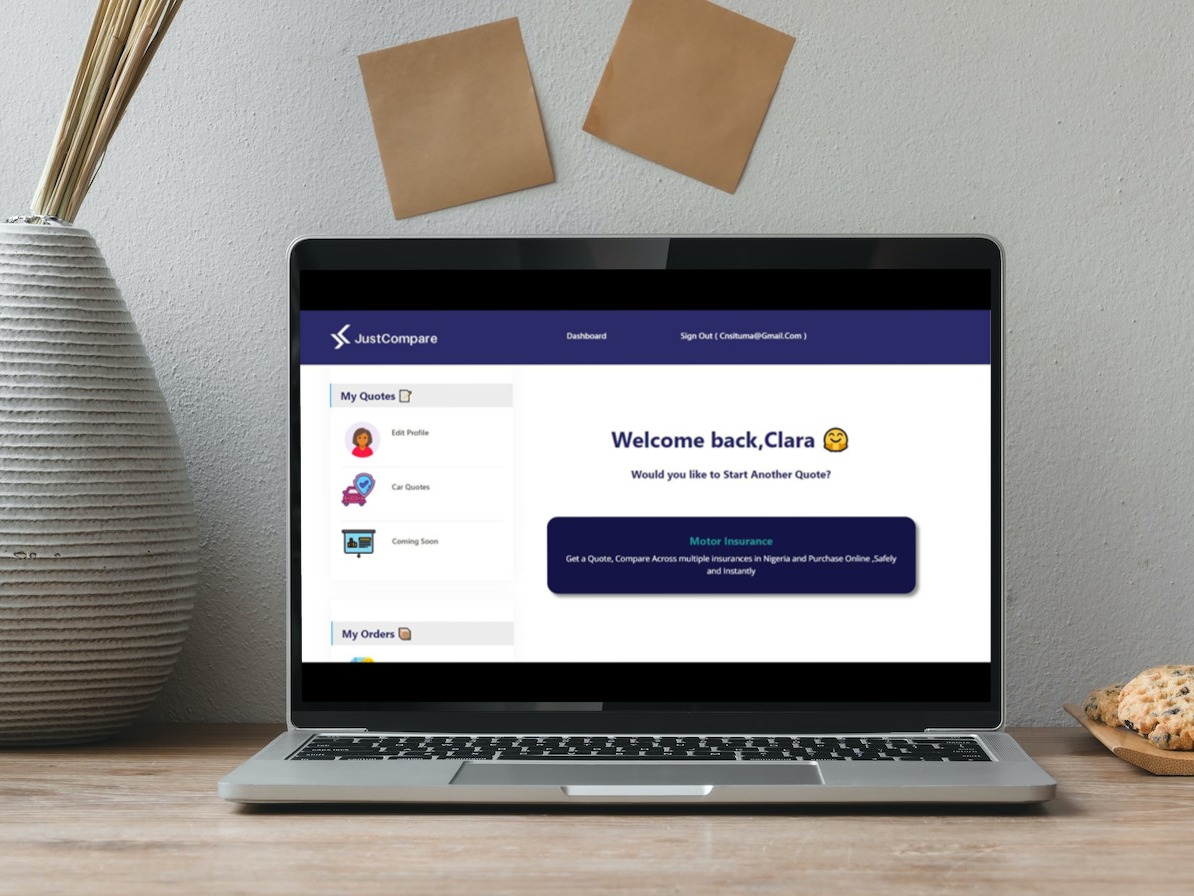 JustCompare
Dashboard
Sign Out ( Cnsituma@Gmail.Com )
My Quotes
Edit Profile
Car Quotes
Coming Soon
My Orders
Welcome back,Clara 🤗
Would you like to Start Another Quote?
Motor Insurance
Get a Quote, Compare Across multiple insurances in Nigeria and Purchase Online ,Safely
and Instantly